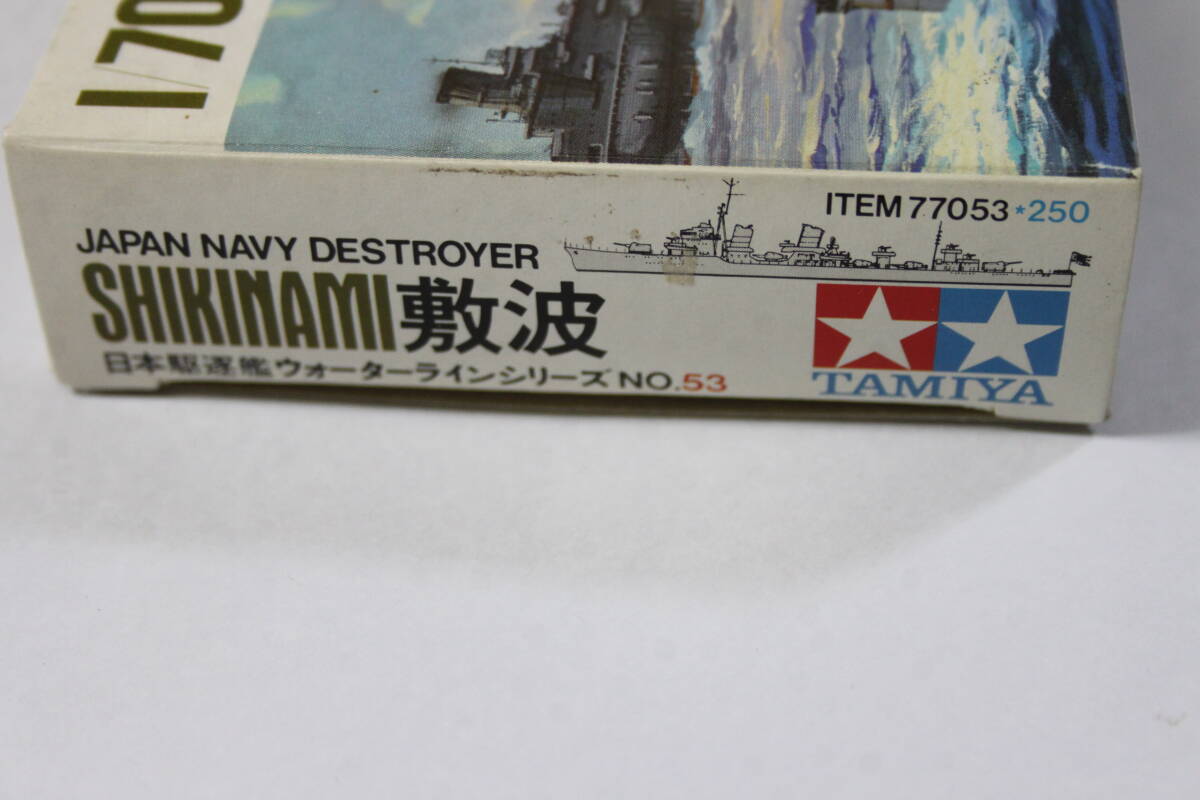 1/70
ITEM 77053 ★250
JAPAN NAVY DESTROYER
SHIKINAMI 敷波
日本駆逐艦ウォーターラインシリーズ NO.53
TAMIYA